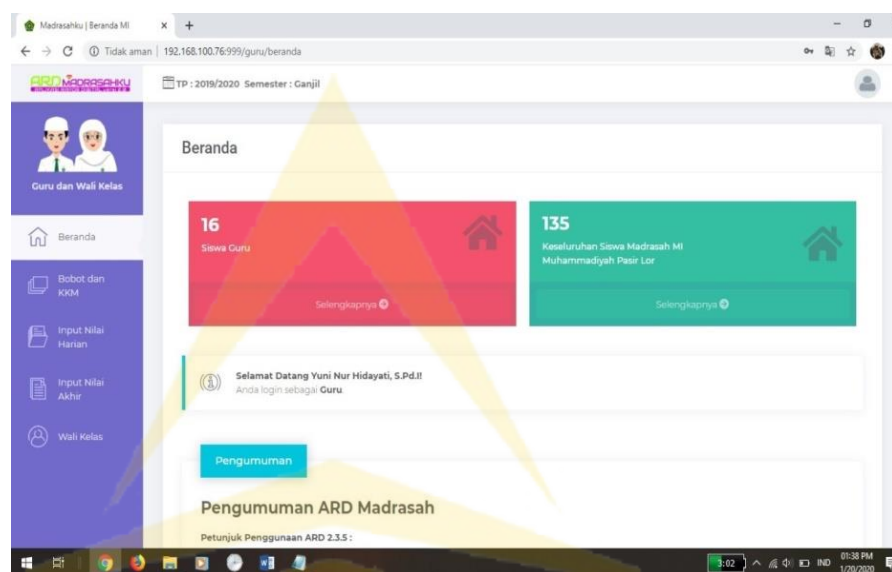 Madrasahku | Beranda MI
Tidak aman | 192.168.100.76:999/guru/beranda
ARD MADRASAHKU
TP : 2019/2020 Semester : Ganjil
Guru dan Wali Kelas
Beranda
Bobot dan
KKM
Input Nilai
Harian
Input Nilai
Akhir
Wali Kelas
Beranda
16
Siswa Guru
Selengkapnya
135
Keseluruhan Siswa Madrasah MI
Muhammadiyah Pasir Lor
Selengkapnya
Selamat Datang Yuni Nur Hidayati, S.Pd.I!
Anda login sebagai Guru
Pengumuman
Pengumuman ARD Madrasah
Petunjuk Penggunaan ARD 2.3.5 :
3:02
IND
01:38 PM
1/20/2020